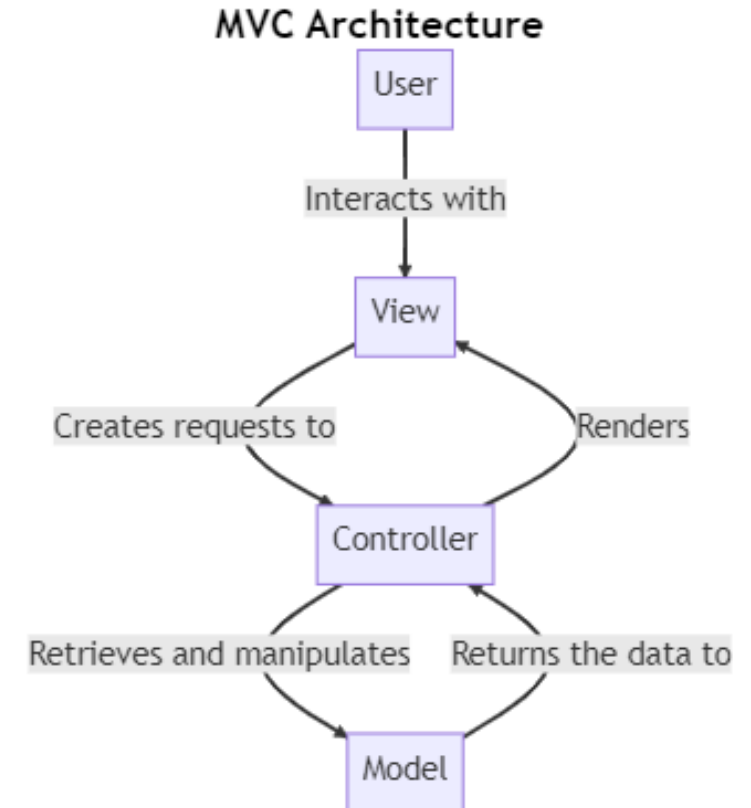 MVC Architecture
User
Interacts with
View
Creates requests to
Renders
Controller
Retrieves and manipulates
Returns the data to
Model